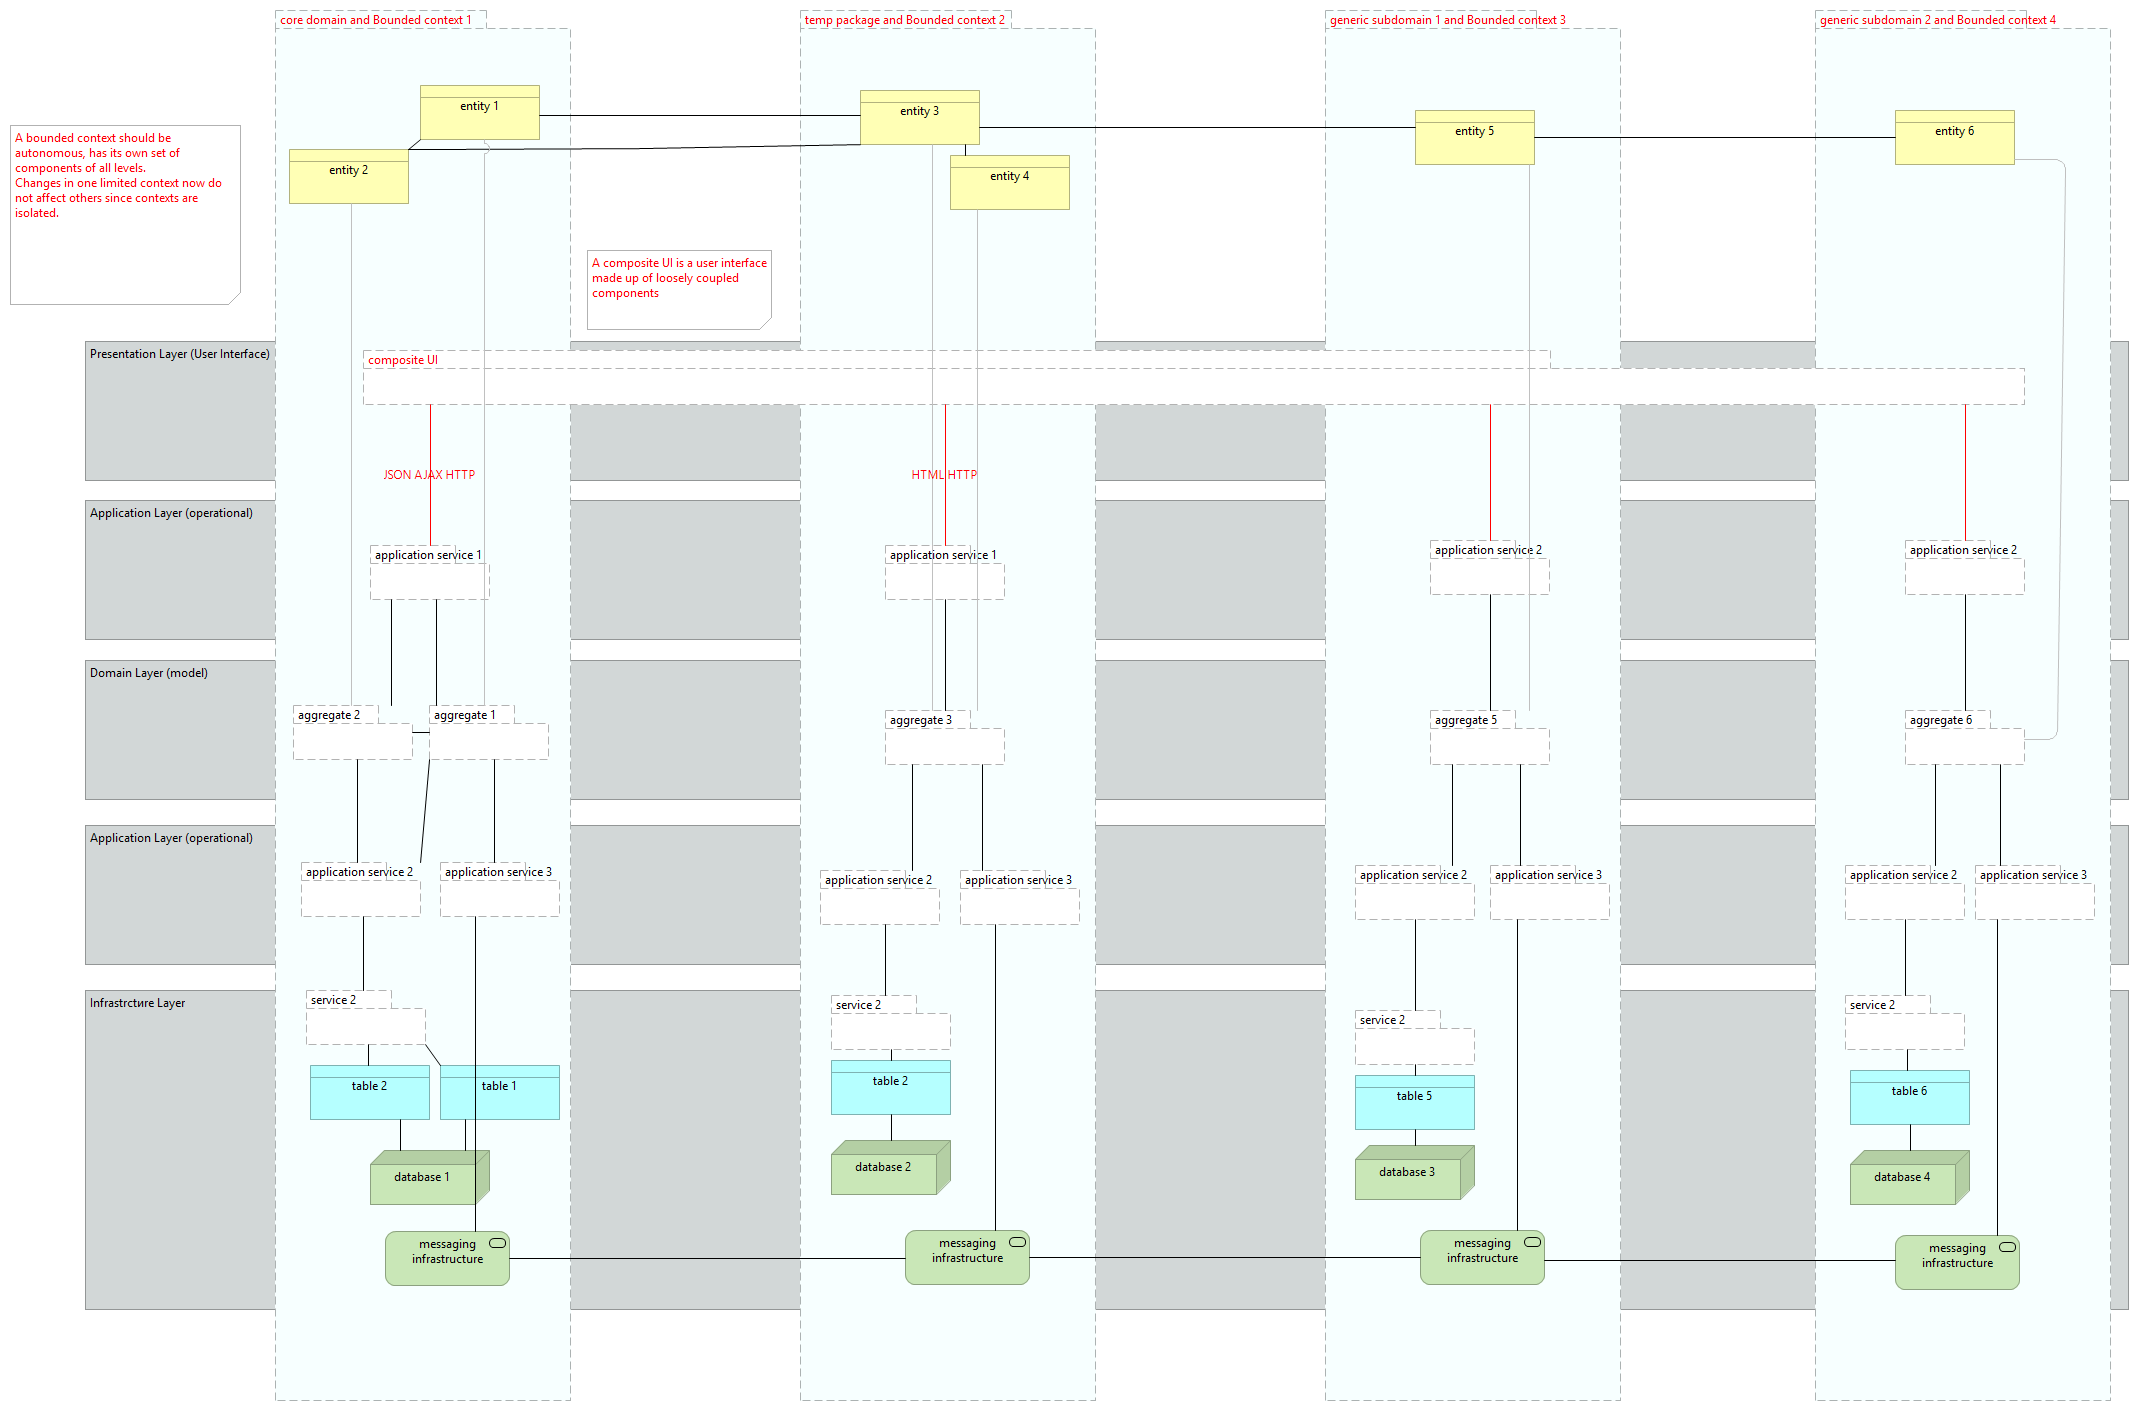 core domain and Bounded context 1
temp package and Bounded context 2
generic subdomain 1 and Bounded context 3
generic subdomain 2 and Bounded context 4
entity 1
entity 3
entity 5
entity 6
A bounded context should be
autonomous, has its own set of
components of all levels.
Changes in one limited context now do
not affect others since contexts are
isolated.
entity 2
entity 4
A composite UI is a user interface
made up of loosely coupled
components
Presentation Layer (User Interface)
composite UI
JSON AJAX HTTP
HTML HTTP
Application Layer (operational)
application service 1
application service 1
application service 2
application service 2
Domain Layer (model)
aggregate 2
aggregate 1
aggregate 3
aggregate 5
aggregate 6
Application Layer (operational)
application service 2
application service 3
application service 2
application service 3
application service 2
application service 3
application service 2
application service 3
Infrastrctиre Layer
service 2
service 2
service 2
service 2
table 2
table 1
table 2
table 5
table 6
database 1
database 2
database 3
database 4
messaging
infrastructure
messaging
infrastructure
messaging
infrastructure
messaging
infrastructure